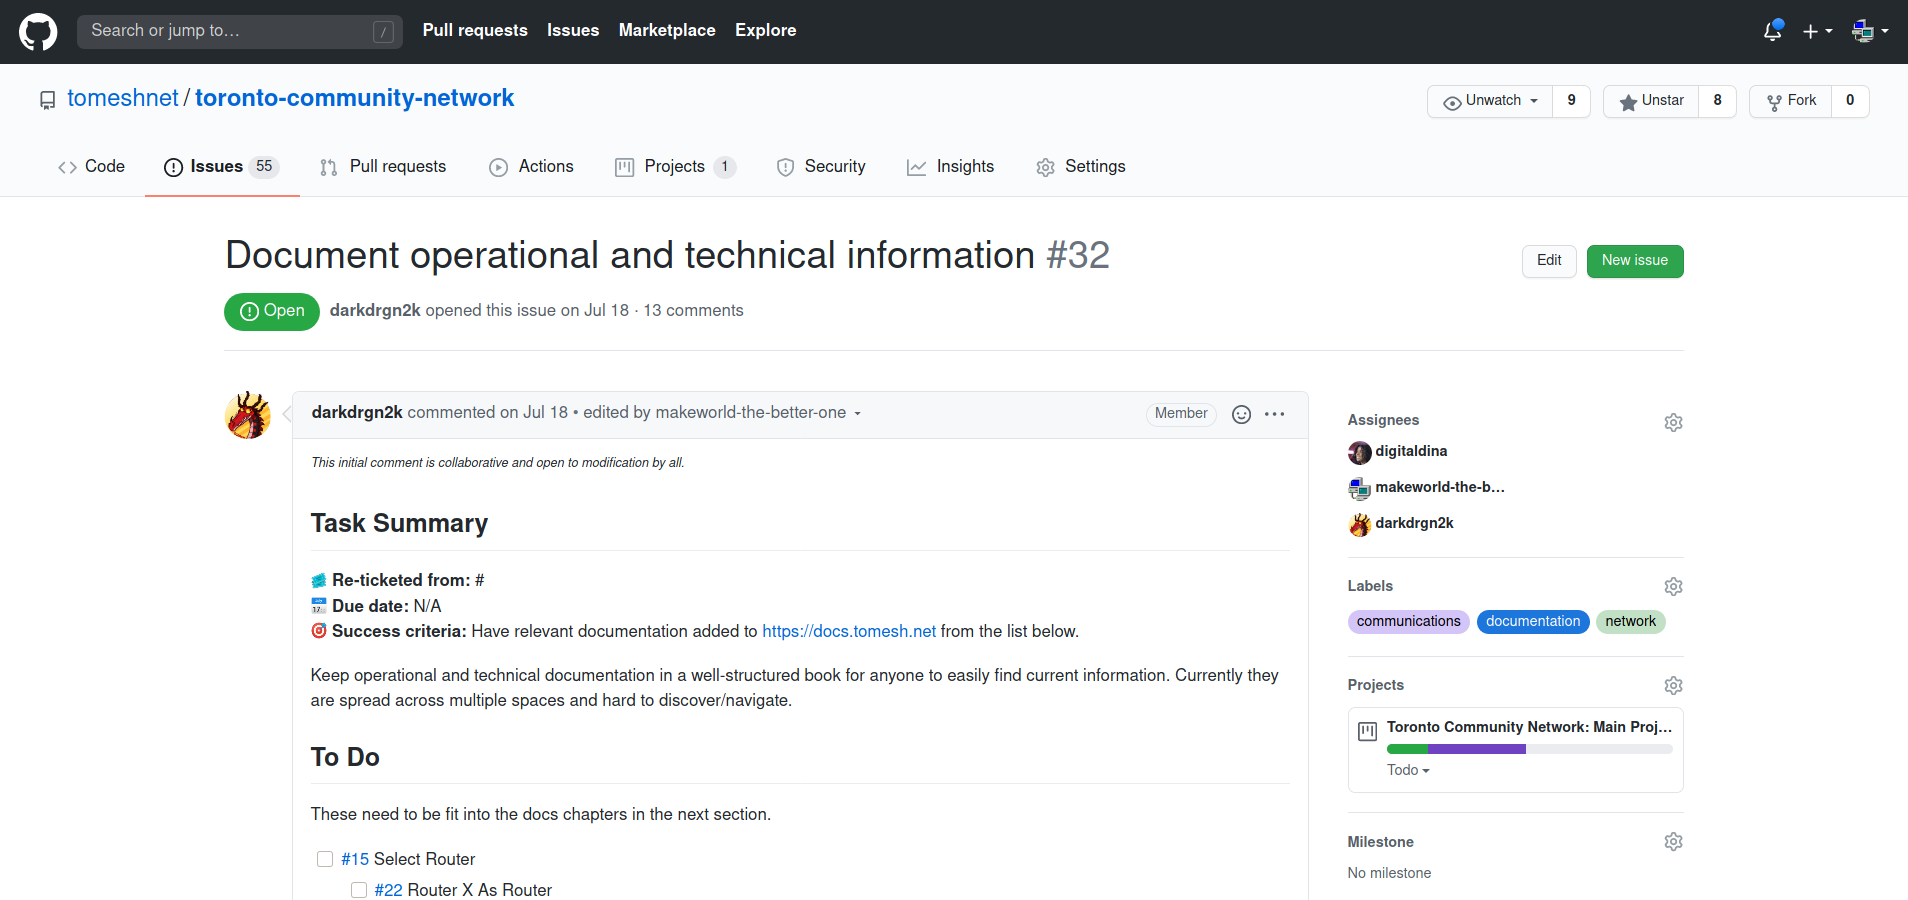 Search or jump to… /
Pull requests Issues Marketplace Explore
tomeshnet / toronto-community-network
Unwatch 9 Unstar 8 Fork 0
Code Issues 55 Pull requests Actions Projects 1 Security Insights Settings
Document operational and technical information #32
Edit New issue
Open darkdrgn2k opened this issue on Jul 18 · 13 comments
darkdrgn2k commented on Jul 18 • edited by makeworld-the-better-one
Member
This initial comment is collaborative and open to modification by all.
Task Summary
Re-ticketed from: #
Due date: N/A
Success criteria: Have relevant documentation added to https://docs.tomesh.net from the list below.
Keep operational and technical documentation in a well-structured book for anyone to easily find current information. Currently they
are spread across multiple spaces and hard to discover/navigate.
To Do
These need to be fit into the docs chapters in the next section.
#15 Select Router
#22 Router X As Router
Assignees
digitaldina
makeworld-the-b…
darkdrgn2k
Labels
communications documentation network
Projects
Toronto Community Network: Main Proj…
Todo
Milestone
No milestone